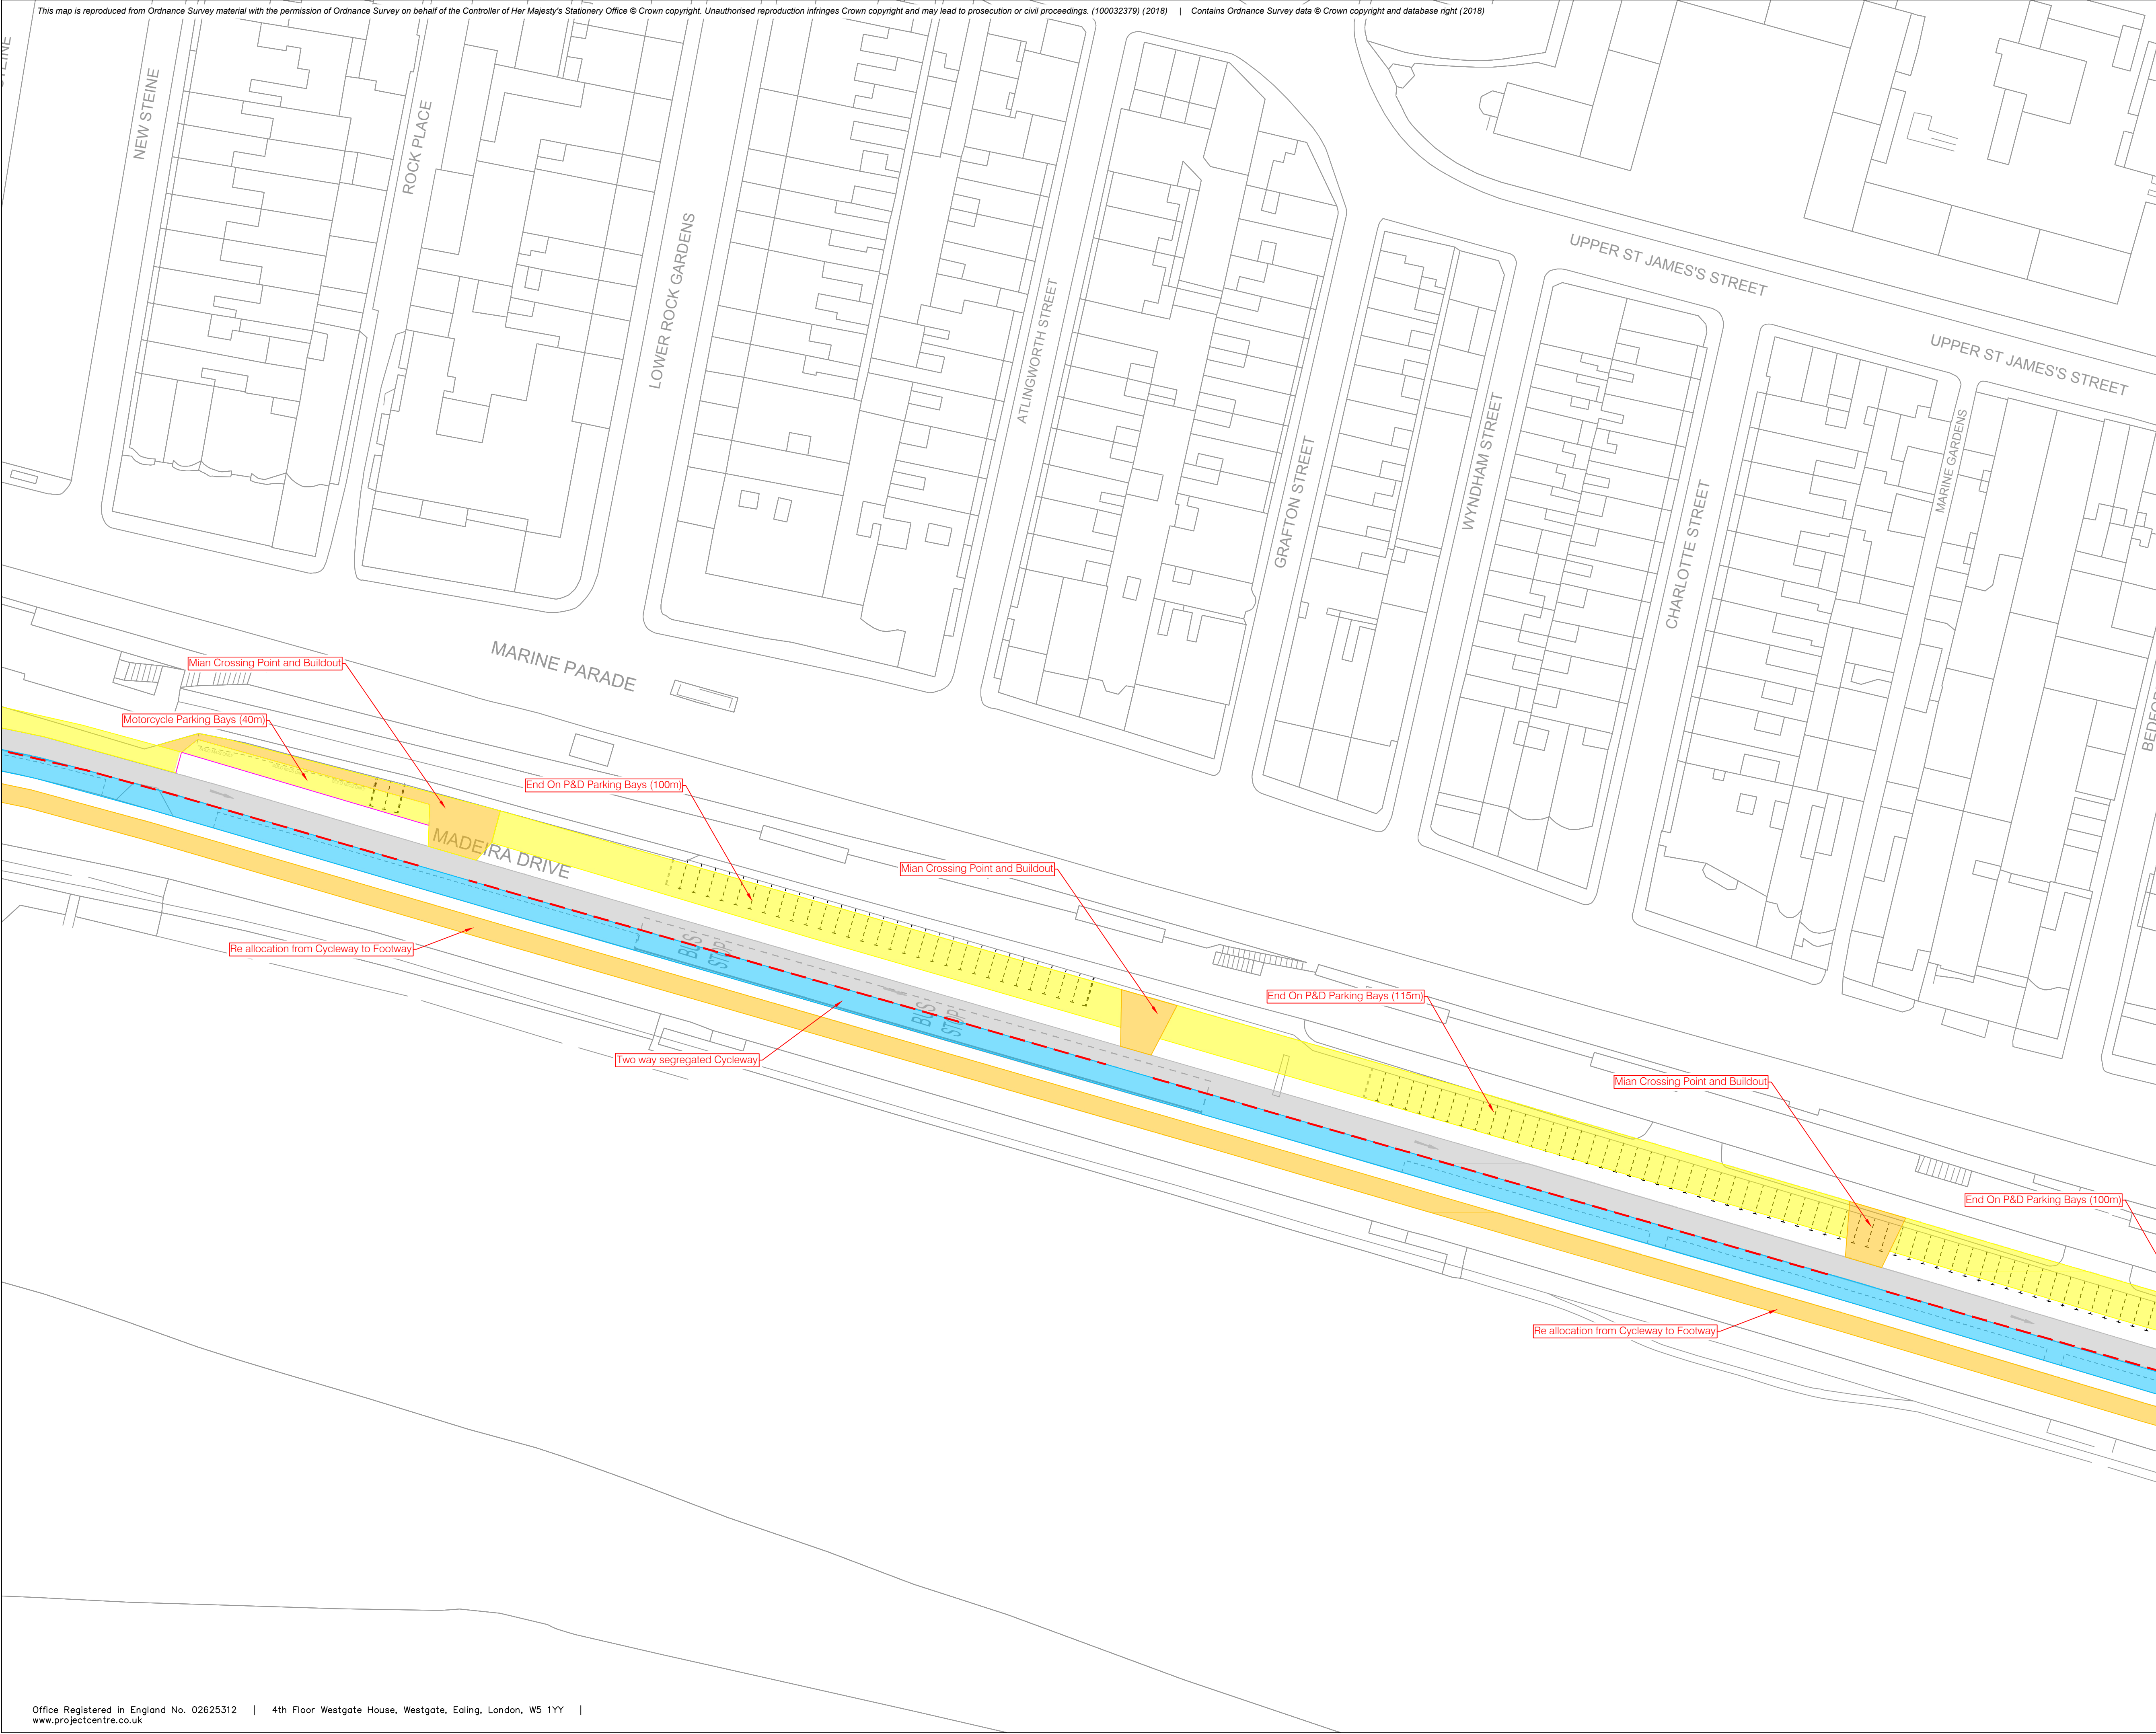 This map is reproduced from Ordnance Survey material with the permission of Ordnance Survey on behalf of the Controller of Her Majesty's Stationery Office © Crown copyright. Unauthorised reproduction infringes Crown copyright and may lead to prosecution or civil proceedings. (100032379) (2018) | Contains Ordnance Survey data © Crown copyright and database right (2018)
NEW STEINE
ROCK PLACE
LOWER ROCK GARDENS
ATLINGWORTH STREET
GRAFTON STREET
WYNDHAM STREET
CHARLOTTE STREET
UPPER ST JAMES'S STREET
UPPER ST JAMES'S STREET
MARINE GARDENS
MARINE PARADE
Mian Crossing Point and Buildout
Motorcycle Parking Bays (40m)
End On P&D Parking Bays (100m)
MADEIRA DRIVE
Mian Crossing Point and Buildout
Re allocation from Cycleway to Footway
BUS
STOP
BUS
STOP
End On P&D Parking Bays (115m)
Two way segregated Cycleway
Mian Crossing Point and Buildout
End On P&D Parking Bays (100m)
Re allocation from Cycleway to Footway
Office Registered in England No. 02625312 | 4th Floor Westgate House, Westgate, Ealing, London, W5 1YY |
www.projectcentre.co.uk